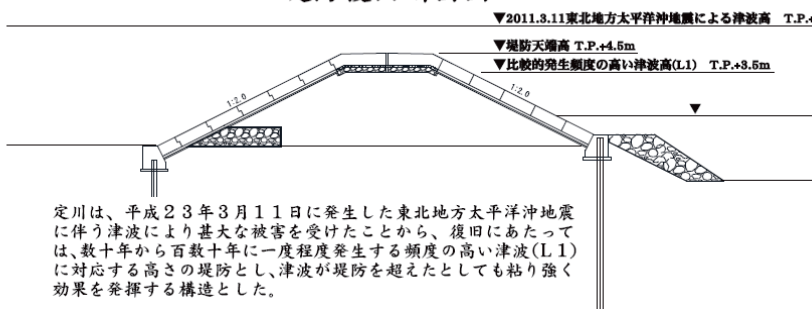 ▼2011.3.11東北地方太平洋沖地震による津波高 T.P.+
▼堤防天端高 T.P.+4.5m
▼比較的発生頻度の高い津波高(L1) T.P.+3.5m
1:2.0
1:2.0
▼
定川は、平成23年3月11日に発生した東北地方太平洋沖地震
に伴う津波により甚大な被害を受けたことから、復旧にあたって
は、数十年から百数十年に一度程度発生する頻度の高い津波(L1)
に対応する高さの堤防とし、津波が堤防を超えたとしても粘り強く
効果を発揮する構造とした。